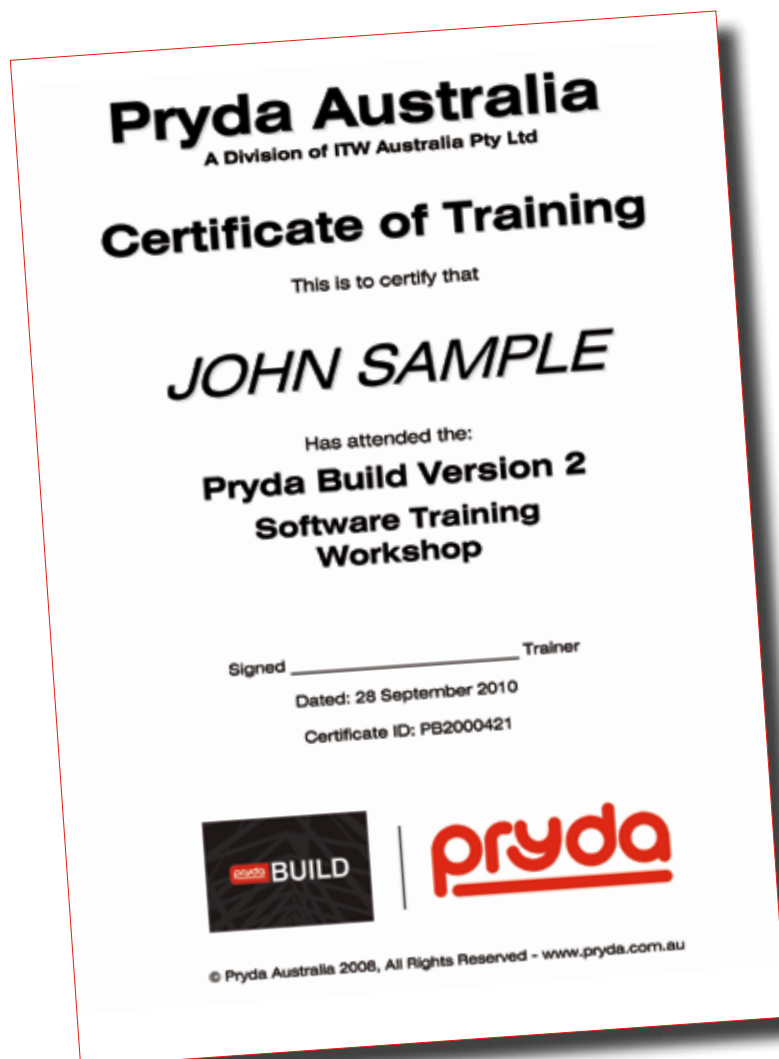 Pryda Australia
A Division of ITW Australia Pty Ltd
Certificate of Training
This is to certify that
JOHN SAMPLE
Has attended the:
Pryda Build Version 2
Software Training
Workshop
Signed ____________________ Trainer
Dated: 28 September 2010
Certificate ID: PB2000421
pryda BUILD
pryda
© Pryda Australia 2008, All Rights Reserved - www.pryda.com.au